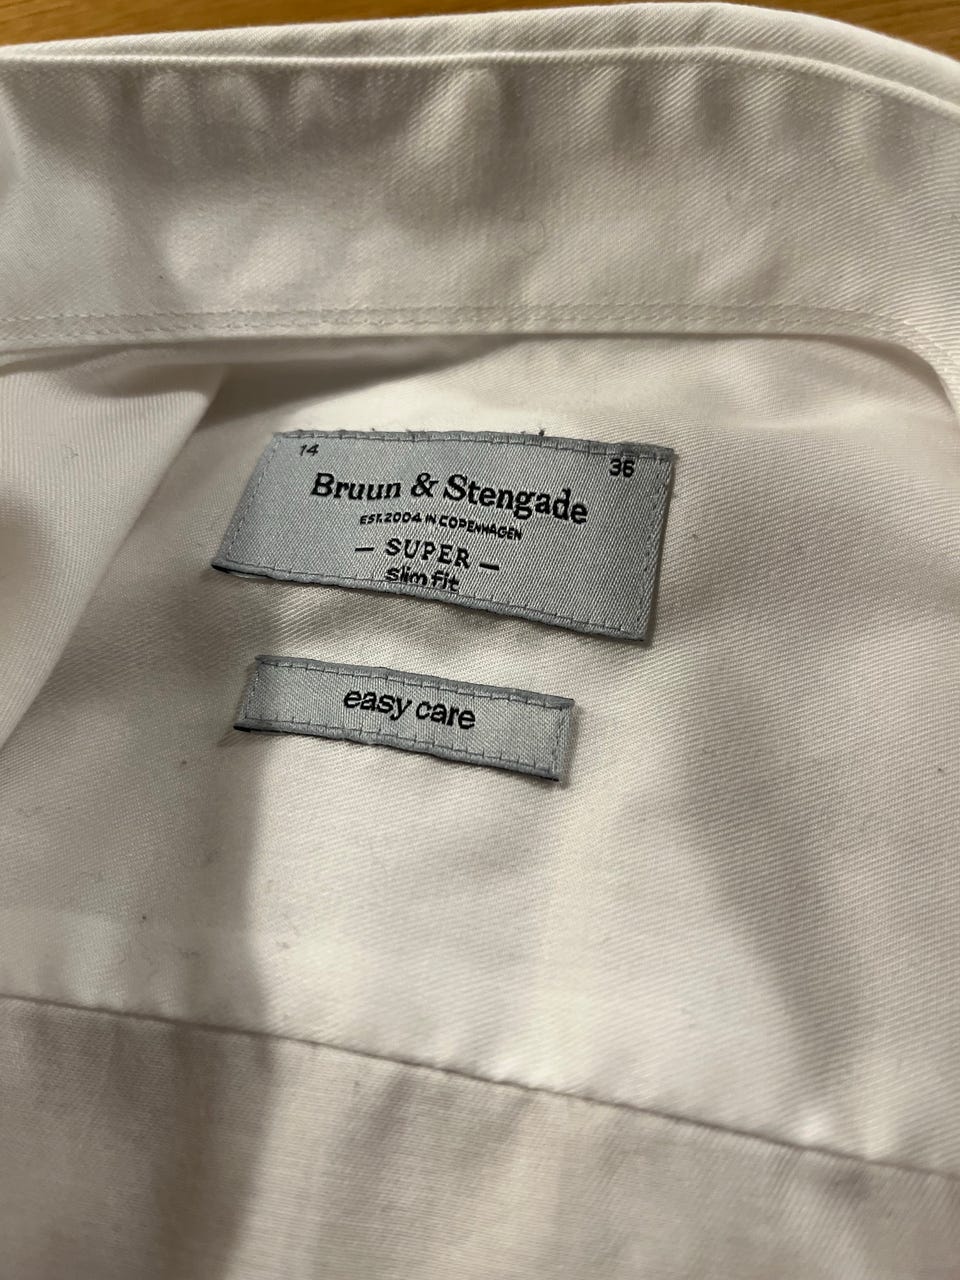 14 36
Bruun & Stengade
EST. 2004 IN COPENHAGEN
— SUPER —
Slim fit
easy care